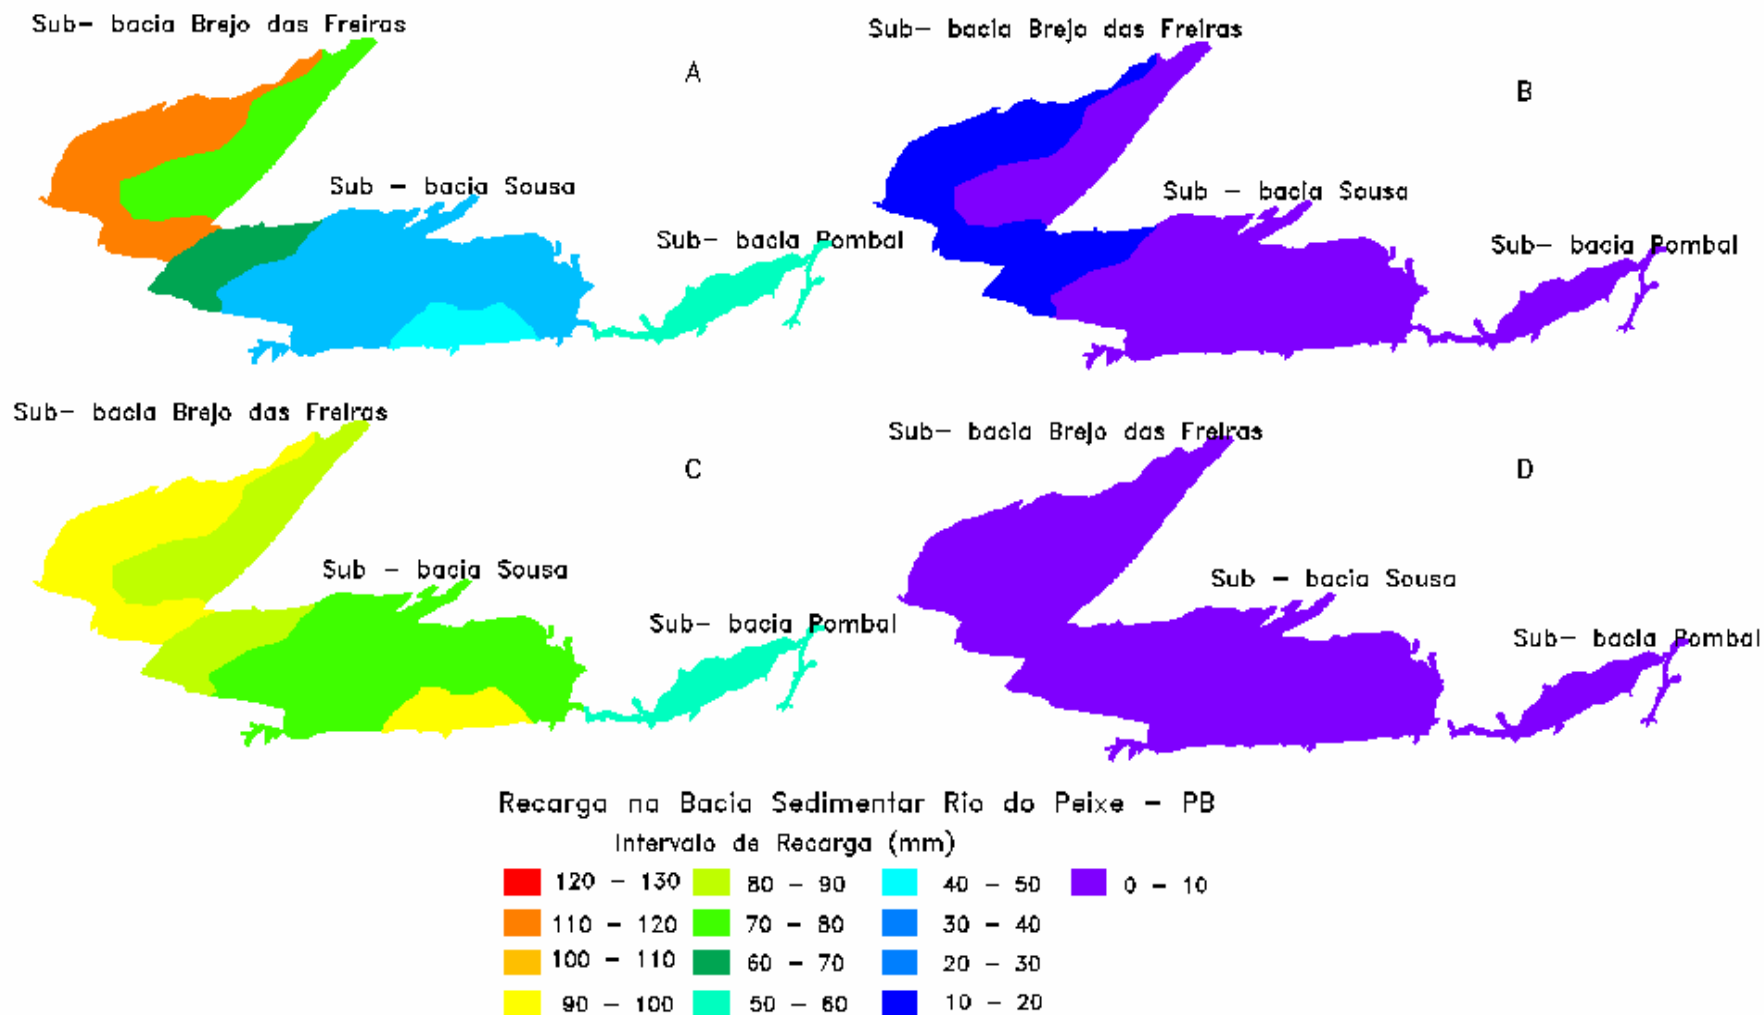 Sub- bacia Brejo das Freiras
Sub- bacia Brejo das Freiras
A
B
Sub - bacia Sousa
Sub - bacia Sousa
Sub- bacia Pombal
Sub- bacia Pombal
Sub- bacia Brejo das Freiras
Sub- bacia Brejo das Freiras
C
D
Sub - bacia Sousa
Sub - bacia Sousa
Sub- bacia Pombal
Sub- bacia Pombal
Recarga na Bacia Sedimentar Rio do Peixe - PB
Intervalo de Recarga (mm)
120 - 130 80 - 90 40 - 50 0 - 10
110 - 120 70 - 80 30 - 40
100 - 110 60 - 70 20 - 30
90 - 100 50 - 60 10 - 20